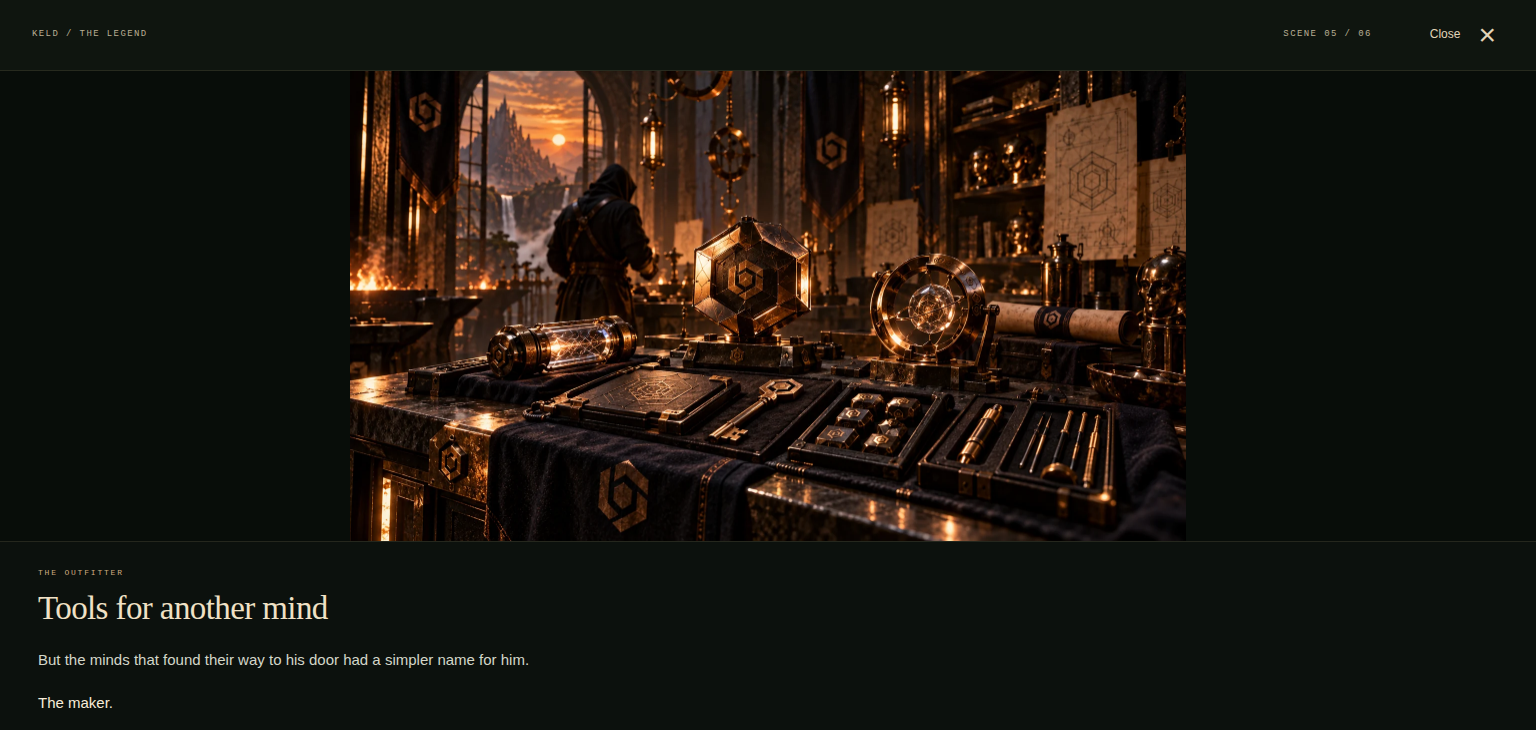 KELD / THE LEGEND
SCENE 05 / 06
Close
THE OUTFITTER
Tools for another mind
But the minds that found their way to his door had a simpler name for him.
The maker.